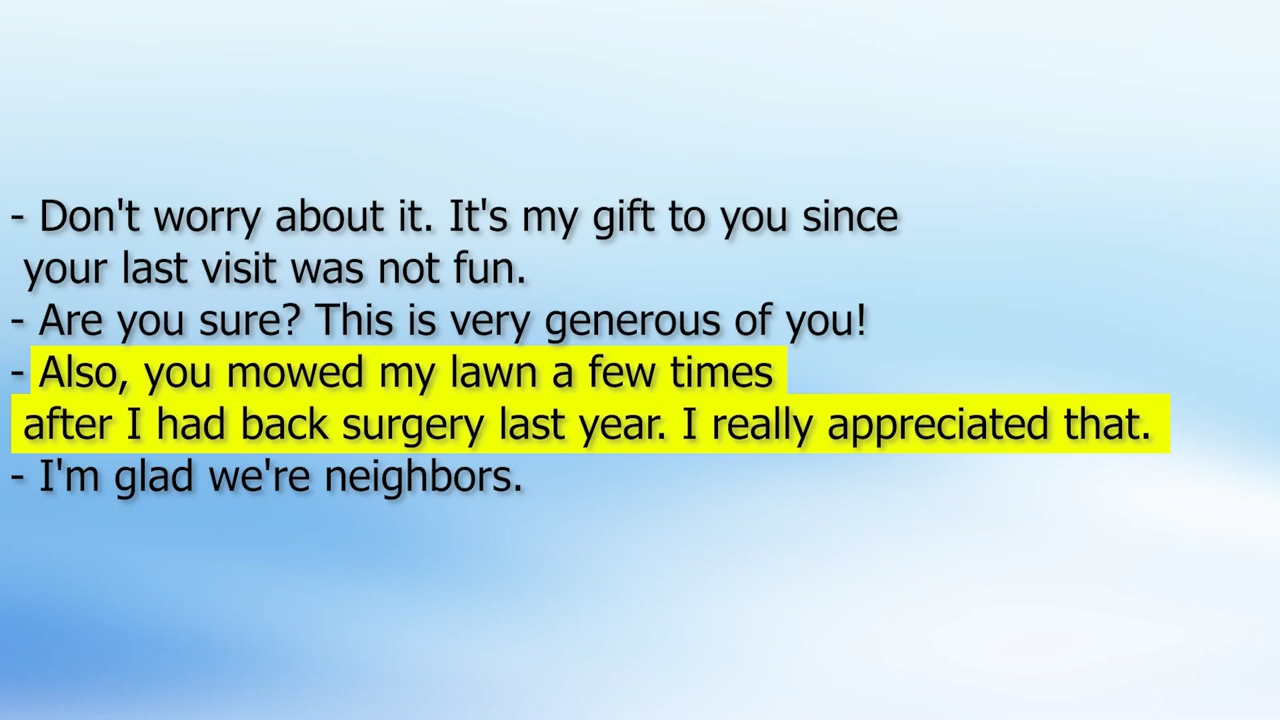 - Don't worry about it. It's my gift to you since
your last visit was not fun.
- Are you sure? This is very generous of you!
- Also, you mowed my lawn a few times
after I had back surgery last year. I really appreciated that.
- I'm glad we're neighbors.